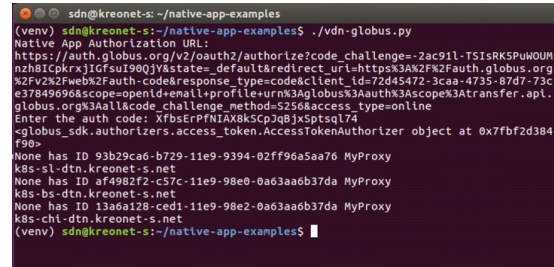 sdn@kreonet-s: ~/native-app-examples
(venv) sdn@kreonet-s:~/native-app-examples$ ./vdn-globus.py
Native App Authorization URL:
https://auth.globus.org/v2/oauth2/authorize?code_challenge=-2ac91l-TSIsRK5PuWOUM
nzh8ICpkrxjIGfsuI90QjY&state=_default&redirect_uri=https%3A%2F%2Fauth.globus.org
%2Fv2%2Fweb%2Fauth-code&response_type=code&client_id=72d45472-3caa-4735-87d7-73c
e37849696&scope=openid+email+profile+urn%3Aglobus%3Aauth%3Ascope%3Atransfer.api.
globus.org%3Aall&code_challenge_method=S256&access_type=online
Enter the auth code: XfbsErPfNIAX8kSCpJqBjxSptsql74
<globus_sdk.authorizers.access_token.AccessTokenAuthorizer object at 0x7fbf2d384
f90>
None has ID 93b29ca6-b729-11e9-9394-02ff96a5aa76 MyProxy
k8s-sl-dtn.kreonet-s.net
None has ID af4982f2-c57c-11e9-98e0-0a63aa6b37da MyProxy
k8s-bs-dtn.kreonet-s.net
None has ID 13a6a128-ced1-11e9-98e2-0a63aa6b37da MyProxy
k8s-chi-dtn.kreonet-s.net
(venv) sdn@kreonet-s:~/native-app-examples$